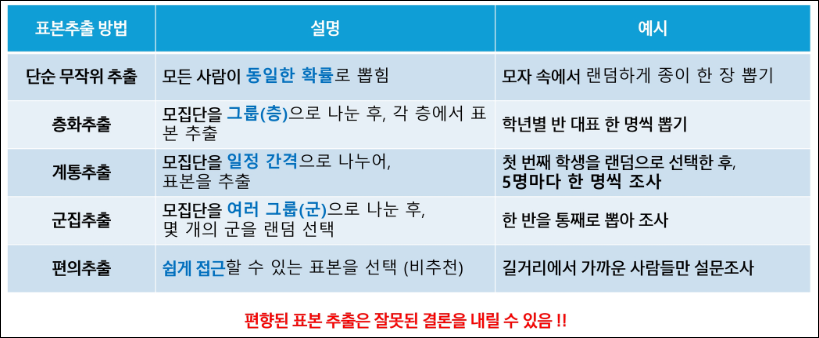 표본추출 방법
설명
예시
단순 무작위 추출
모든 사람이 동일한 확률로 뽑힘
모자 속에서 랜덤하게 종이 한 장 뽑기
층화추출
모집단을 그룹(층)으로 나눈 후, 각 층에서 표
본 추출
학년별 반 대표 한 명씩 뽑기
계통추출
모집단을 일정 간격으로 나누어,
표본을 추출
첫 번째 학생을 랜덤으로 선택한 후,
5명마다 한 명씩 조사
군집추출
모집단을 여러 그룹(군)으로 나눈 후,
몇 개의 군을 랜덤 선택
한 반을 통째로 뽑아 조사
편의추출
쉽게 접근할 수 있는 표본을 선택 (비추천)
길거리에서 가까운 사람들만 설문조사
편향된 표본 추출은 잘못된 결론을 내릴 수 있음 !!